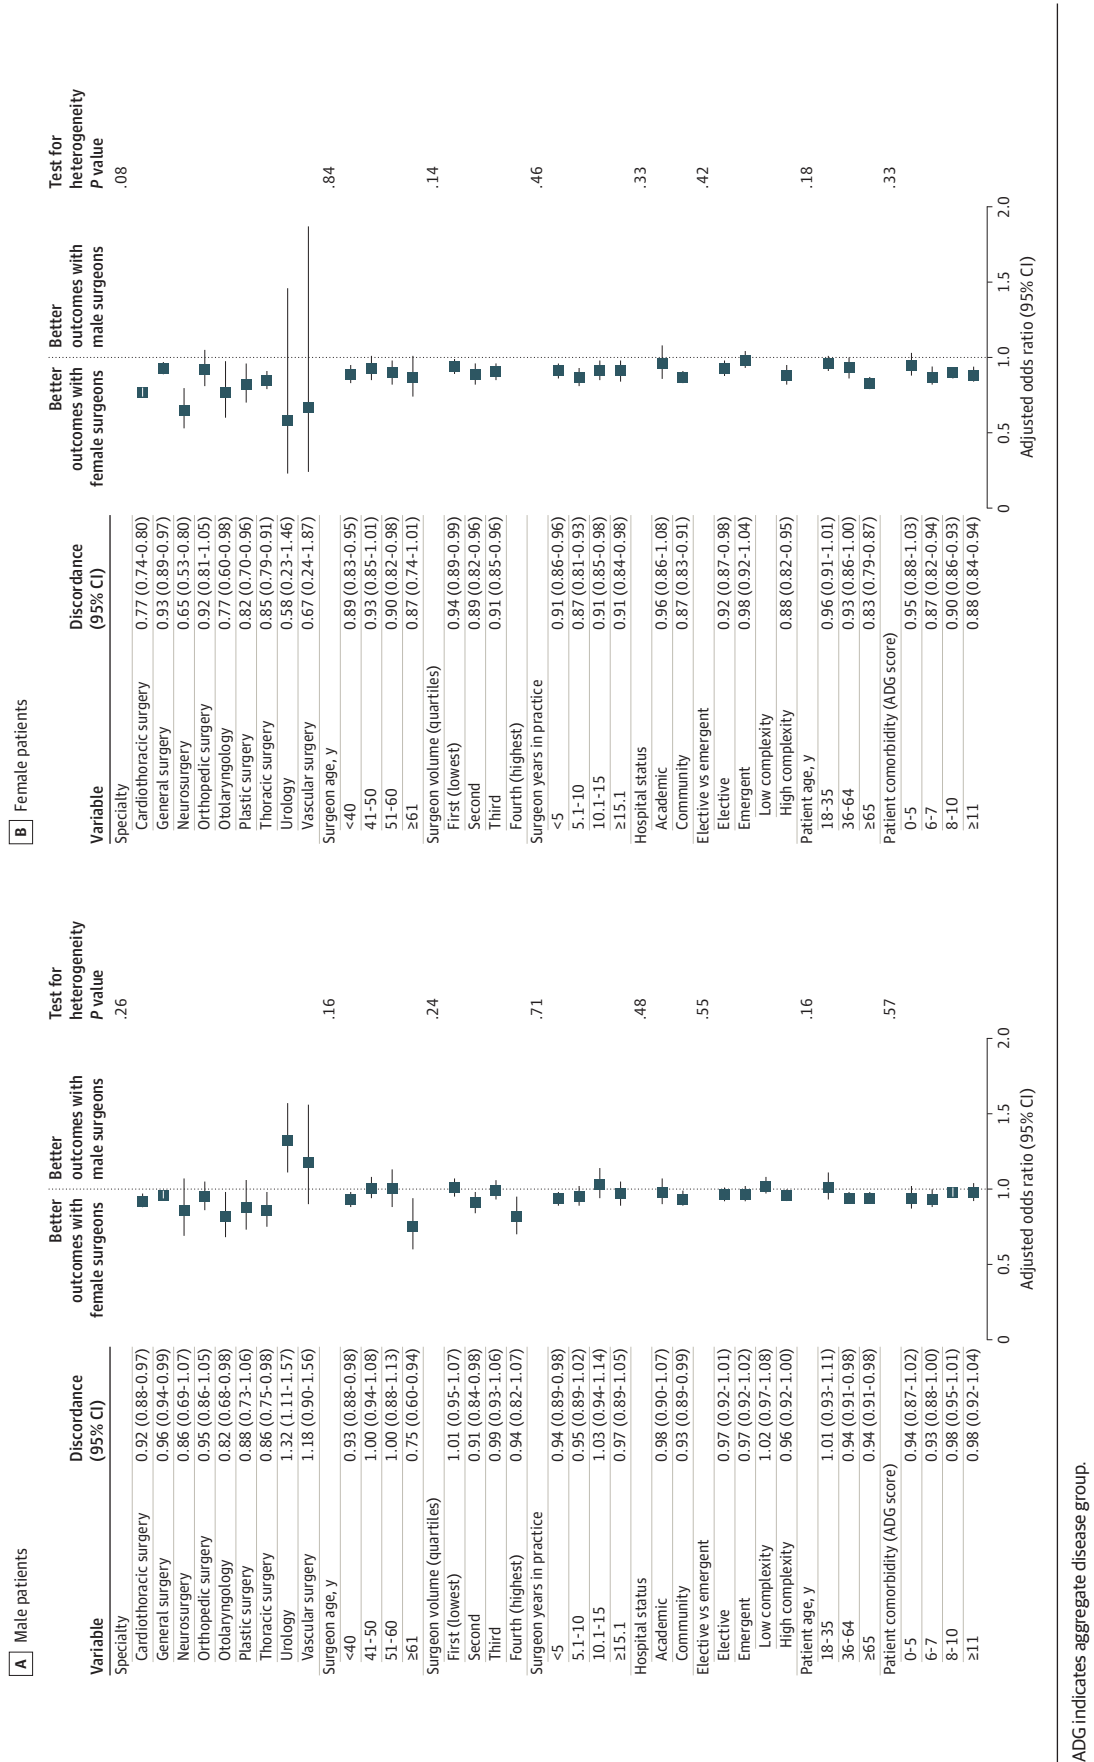 A Male patients
Variable Discordance (95% CI) Better outcomes with female surgeons Better outcomes with male surgeons Test for heterogeneity P value
Specialty .26
Cardiothoracic surgery 0.92 (0.88-0.97)
General surgery 0.96 (0.94-0.99)
Neurosurgery 0.86 (0.69-1.07)
Orthopedic surgery 0.95 (0.86-1.05)
Otolaryngology 0.82 (0.68-0.98)
Plastic surgery 0.88 (0.73-1.06)
Thoracic surgery 0.86 (0.75-0.98)
Urology 1.32 (1.11-1.57)
Vascular surgery 1.18 (0.90-1.56)
Surgeon age, y .16
<40 0.93 (0.88-0.98)
41-50 1.00 (0.94-1.08)
51-60 1.00 (0.88-1.13)
≥61 0.75 (0.60-0.94)
Surgeon volume (quartiles) .24
First (lowest) 1.01 (0.95-1.07)
Second 0.91 (0.84-0.98)
Third 0.99 (0.93-1.06)
Fourth (highest) 0.94 (0.82-1.07)
Surgeon years in practice .71
<5 0.94 (0.89-0.98)
5.1-10 0.95 (0.89-1.02)
10.1-15 1.03 (0.94-1.14)
≥15.1 0.97 (0.89-1.05)
Hospital status .48
Academic 0.98 (0.90-1.07)
Community 0.93 (0.89-0.99)
Elective vs emergent .55
Elective 0.97 (0.92-1.01)
Emergent 0.97 (0.92-1.02)
Low complexity 1.02 (0.97-1.08)
High complexity 0.96 (0.92-1.00)
Patient age, y .16
18-35 1.01 (0.93-1.11)
36-64 0.94 (0.91-0.98)
≥65 0.94 (0.91-0.98)
Patient comorbidity (ADG score) .57
0-5 0.94 (0.87-1.02)
6-7 0.93 (0.88-1.00)
8-10 0.98 (0.95-1.01)
≥11 0.98 (0.92-1.04)
0 0.5 1.0 1.5 2.0
Adjusted odds ratio (95% CI)
B Female patients
Variable Discordance (95% CI) Better outcomes with female surgeons Better outcomes with male surgeons Test for heterogeneity P value
Specialty .08
Cardiothoracic surgery 0.77 (0.74-0.80)
General surgery 0.93 (0.89-0.97)
Neurosurgery 0.65 (0.53-0.80)
Orthopedic surgery 0.92 (0.81-1.05)
Otolaryngology 0.77 (0.60-0.98)
Plastic surgery 0.82 (0.70-0.96)
Thoracic surgery 0.85 (0.79-0.91)
Urology 0.58 (0.23-1.46)
Vascular surgery 0.67 (0.24-1.87)
Surgeon age, y .84
<40 0.89 (0.83-0.95)
41-50 0.93 (0.85-1.01)
51-60 0.90 (0.82-0.98)
≥61 0.87 (0.74-1.01)
Surgeon volume (quartiles) .14
First (lowest) 0.94 (0.89-0.99)
Second 0.89 (0.82-0.96)
Third 0.91 (0.85-0.96)
Fourth (highest)
Surgeon years in practice .46
<5 0.91 (0.86-0.96)
5.1-10 0.87 (0.81-0.93)
10.1-15 0.91 (0.85-0.98)
≥15.1 0.91 (0.84-0.98)
Hospital status .33
Academic 0.96 (0.86-1.08)
Community 0.87 (0.83-0.91)
Elective vs emergent .42
Elective 0.92 (0.87-0.98)
Emergent 0.98 (0.92-1.04)
Low complexity
High complexity 0.88 (0.82-0.95)
Patient age, y .18
18-35 0.96 (0.91-1.01)
36-64 0.93 (0.86-1.00)
≥65 0.83 (0.79-0.87)
Patient comorbidity (ADG score) .33
0-5 0.95 (0.88-1.03)
6-7 0.87 (0.82-0.94)
8-10 0.90 (0.86-0.93)
≥11 0.88 (0.84-0.94)
0 0.5 1.0 1.5 2.0
Adjusted odds ratio (95% CI)
ADG indicates aggregate disease group.